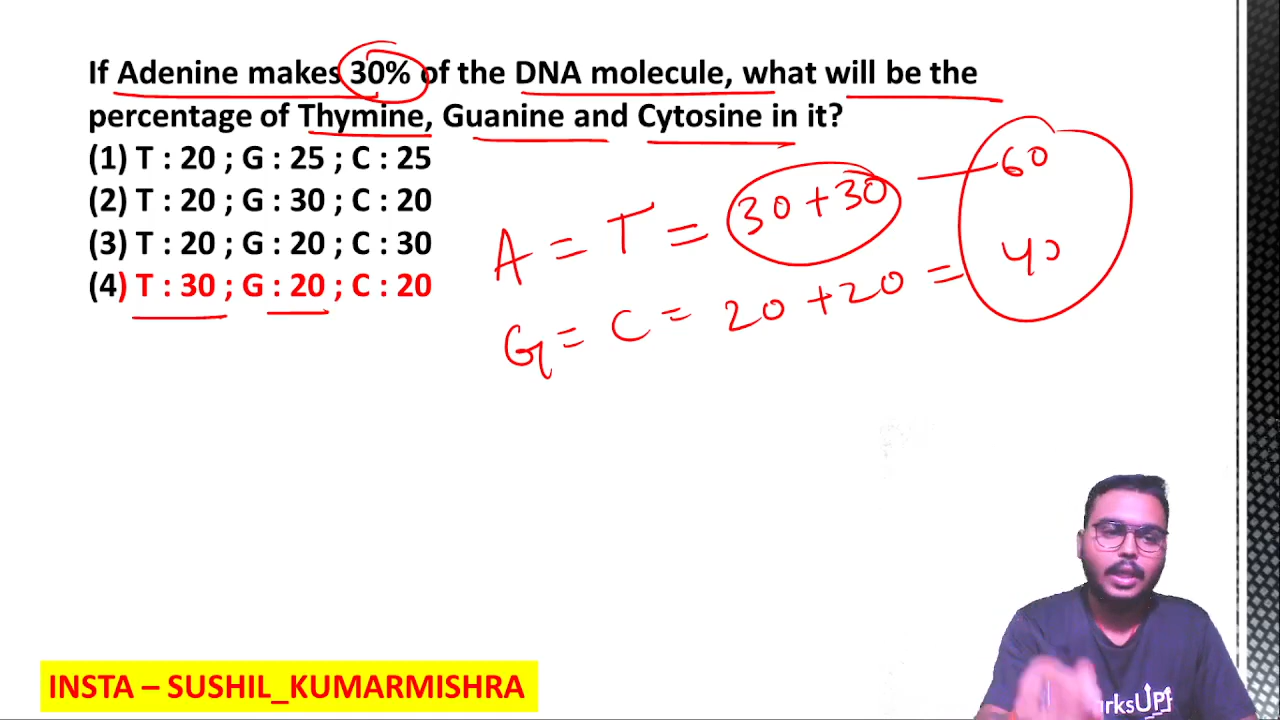 If Adenine makes 30% of the DNA molecule, what will be the
percentage of Thymine, Guanine and Cytosine in it?
(1) T : 20 ; G : 25 ; C : 25
(2) T : 20 ; G : 30 ; C : 20
(3) T : 20 ; G : 20 ; C : 30
(4) T : 30 ; G : 20 ; C : 20
A = T = 30 + 30 — 60
G = C = 20 + 20 = 40
INSTA – SUSHIL_KUMARMISHRA
rksUP